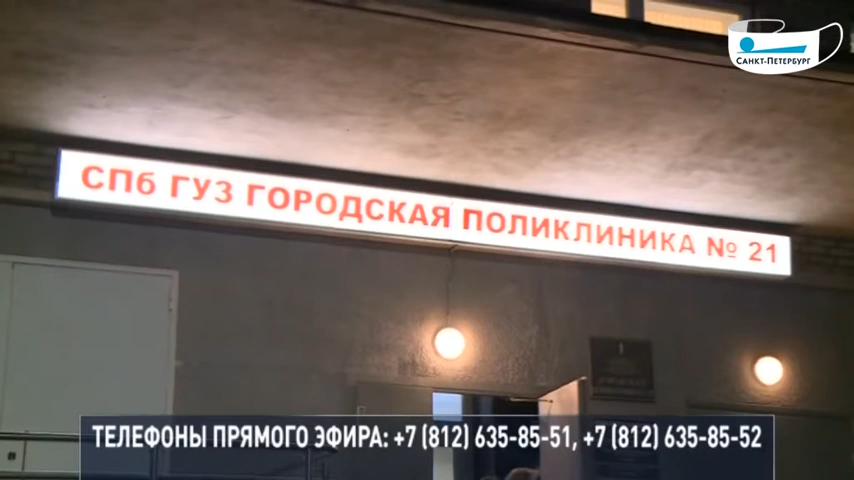 Санкт-Петербург
СПб ГУЗ ГОРОДСКАЯ ПОЛИКЛИНИКА № 21
ТЕЛЕФОНЫ ПРЯМОГО ЭФИРА: +7 (812) 635-85-51, +7 (812) 635-85-52